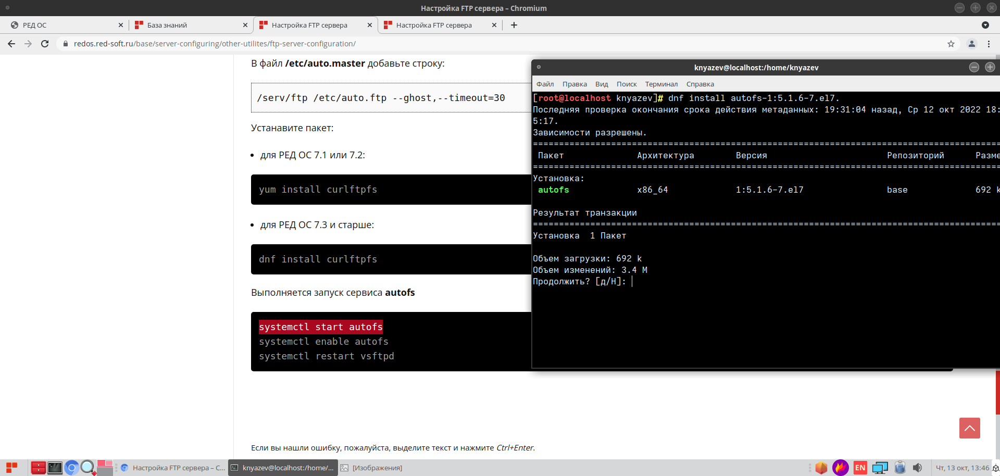 Настройка FTP сервера – Chromium
РЕД ОС
База знаний
Настройка FTP сервера
Настройка FTP сервера
redos.red-soft.ru/base/server-configuring/other-utilites/ftp-server-configuration/
В файл /etc/auto.master добавьте строку:
/serv/ftp /etc/auto.ftp --ghost,--timeout=30
Устанавите пакет:
• для РЕД ОС 7.1 или 7.2:
yum install curlftpfs
• для РЕД ОС 7.3 и старше:
dnf install curlftpfs
Выполняется запуск сервиса autofs
systemctl start autofs
systemctl enable autofs
systemctl restart vsftpd
Если вы нашли ошибку, пожалуйста, выделите текст и нажмите Ctrl+Enter.
knyazev@localhost:/home/knyazev
Файл Правка Вид Поиск Терминал Справка
[root@localhost knyazev]# dnf install autofs-1:5.1.6-7.el7.
Последняя проверка окончания срока действия метаданных: 19:31:04 назад, Ср 12 окт 2022 18:
5:17.
Зависимости разрешены.
==========================================================================================
Пакет Архитектура Версия Репозиторий Разме
==========================================================================================
Установка:
autofs x86_64 1:5.1.6-7.el7 base 692 k
Результат транзакции
==========================================================================================
Установка 1 Пакет
Объем загрузки: 692 k
Объем изменений: 3.4 M
Продолжить? [д/Н]:
Настройка FTP сервера – C...
knyazev@localhost:/home/...
[Изображения]
EN
Чт, 13 окт, 13:46